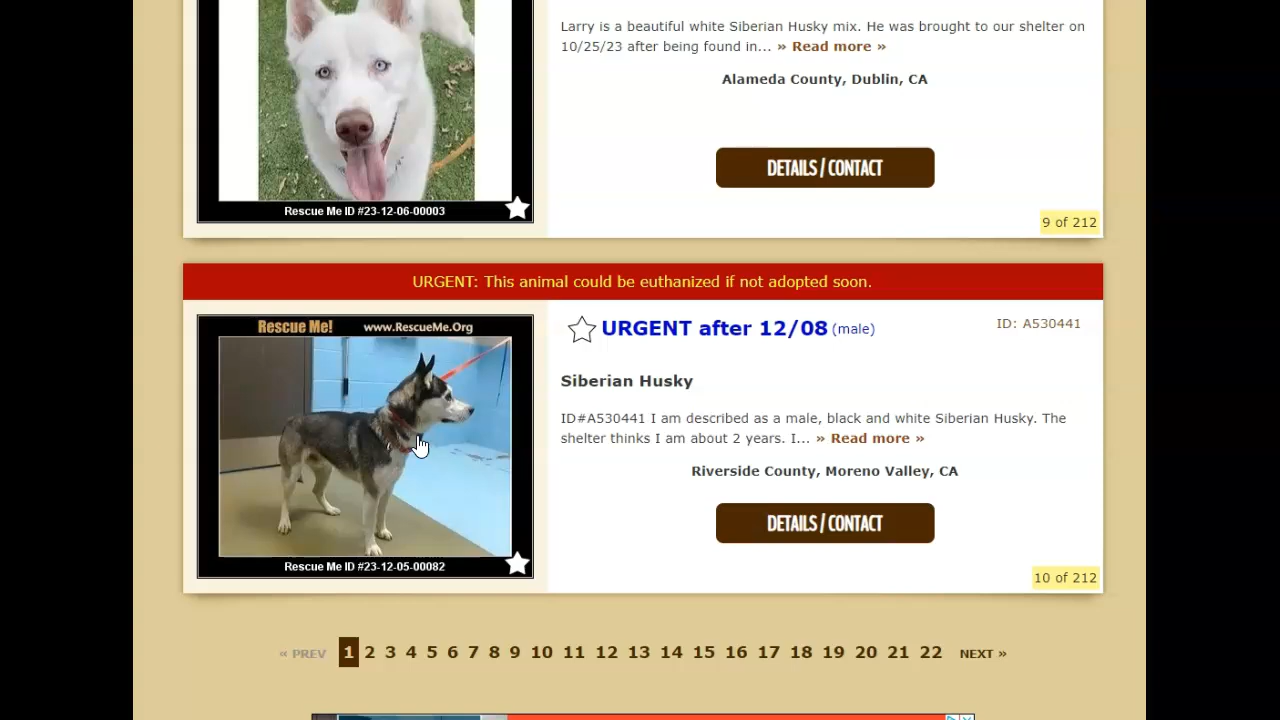 Larry is a beautiful white Siberian Husky mix. He was brought to our shelter on
10/25/23 after being found in... » Read more »
Alameda County, Dublin, CA
DETAILS / CONTACT
Rescue Me ID #23-12-06-00003
9 of 212
URGENT: This animal could be euthanized if not adopted soon.
Rescue Me! www.RescueMe.Org
URGENT after 12/08 (male)
ID: A530441
Siberian Husky
ID#A530441 I am described as a male, black and white Siberian Husky. The
shelter thinks I am about 2 years. I... » Read more »
Riverside County, Moreno Valley, CA
DETAILS / CONTACT
Rescue Me ID #23-12-05-00082
10 of 212
« PREV 1 2 3 4 5 6 7 8 9 10 11 12 13 14 15 16 17 18 19 20 21 22 NEXT »